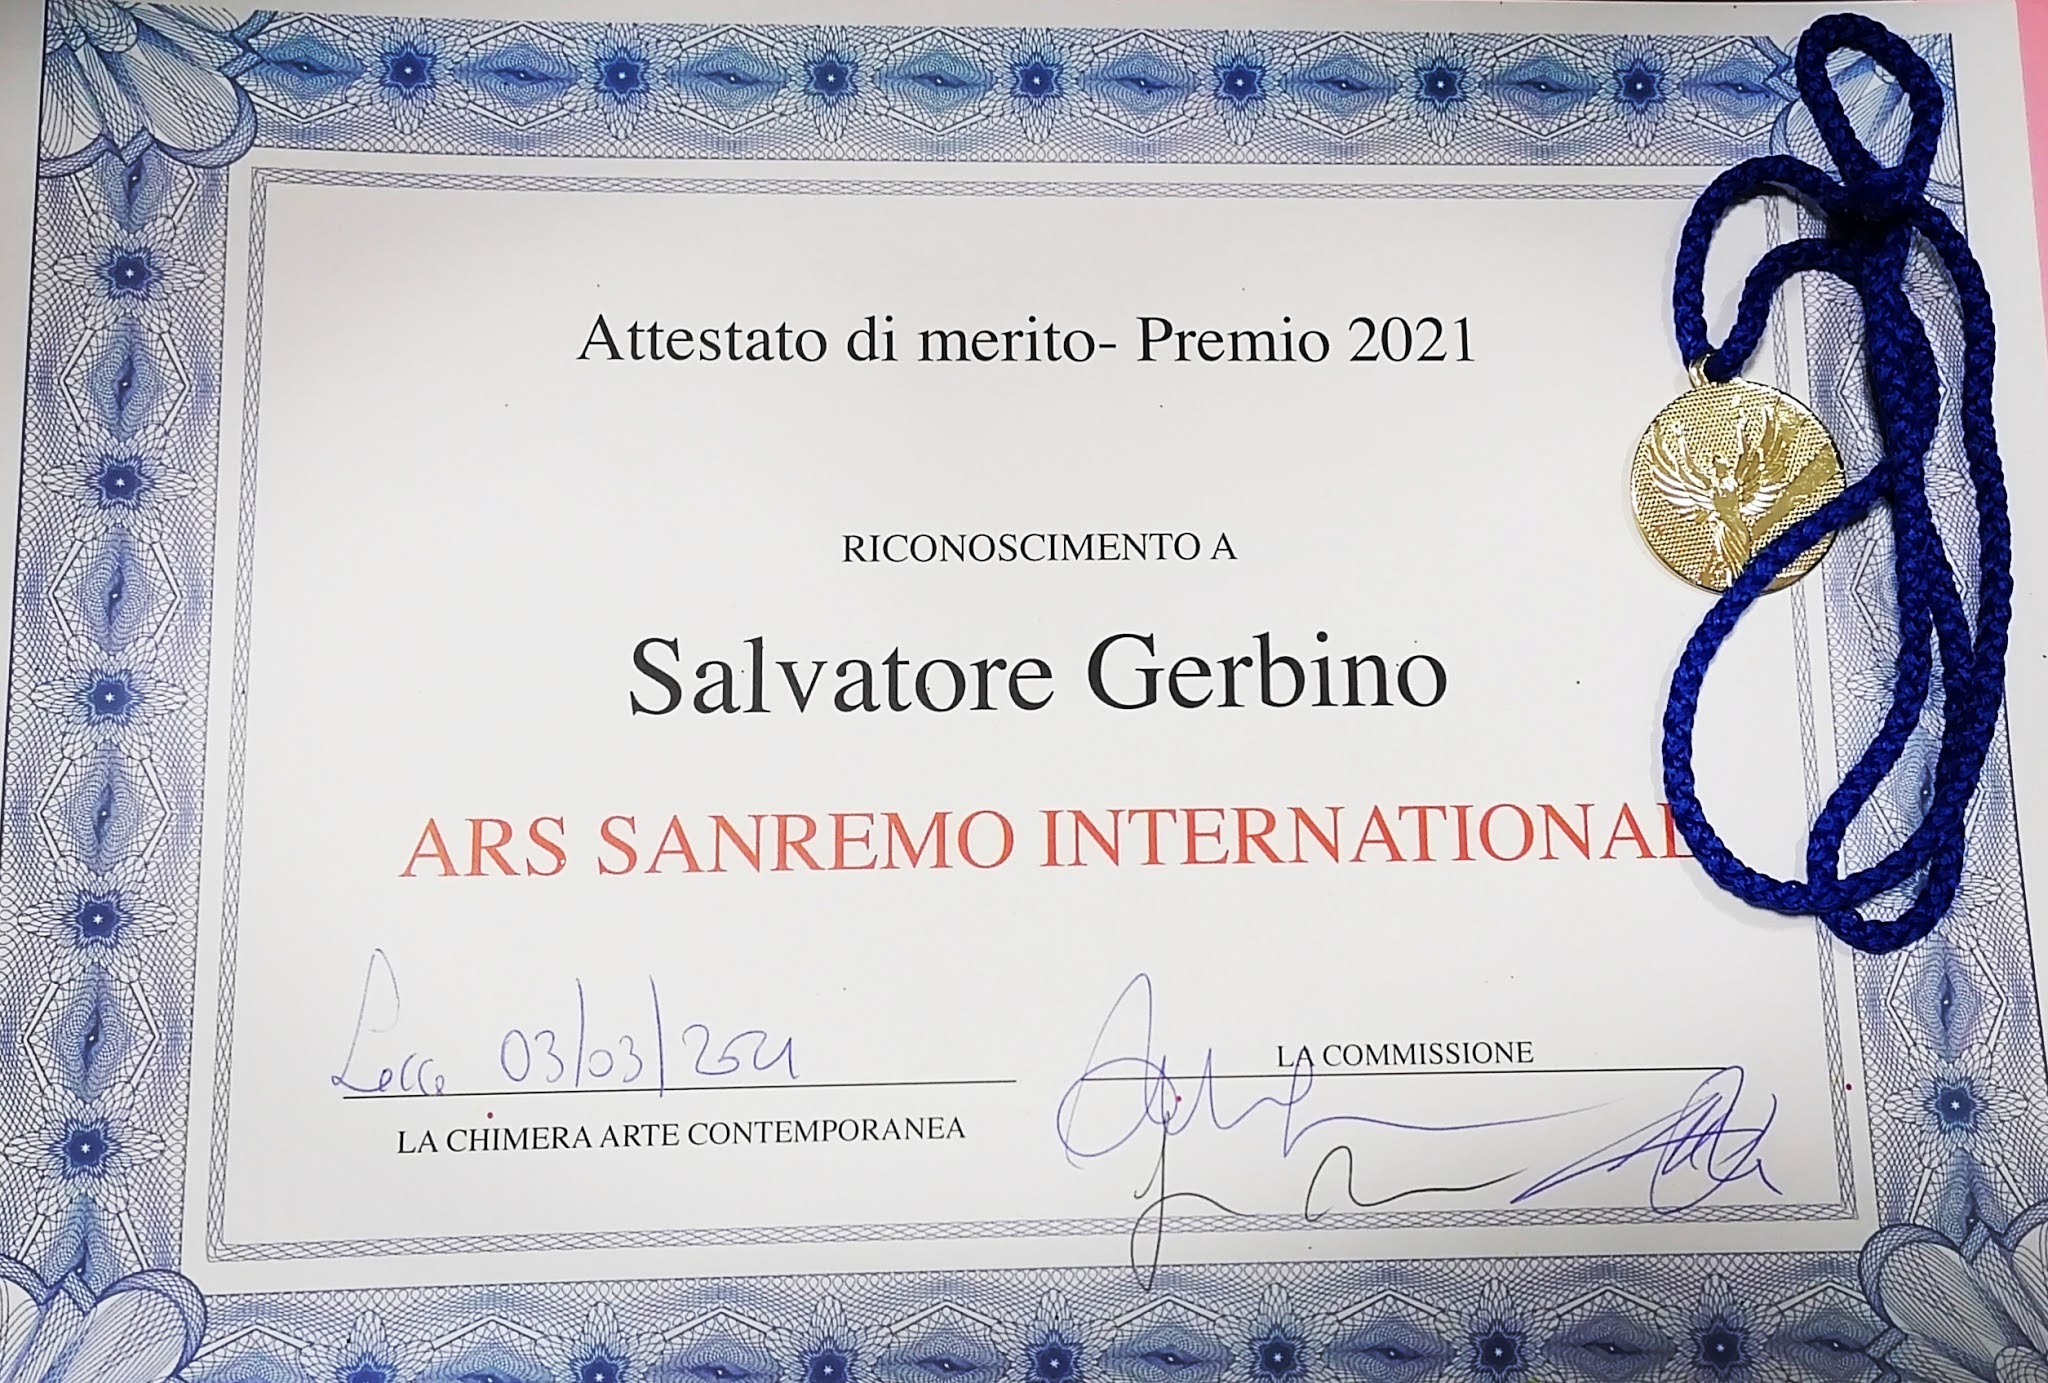 Attestato di merito- Premio 2021
RICONOSCIMENTO A
Salvatore Gerbino
ARS SANREMO INTERNATIONAL
Lecce 03/03/2021
LA COMMISSIONE
LA CHIMERA ARTE CONTEMPORANEA